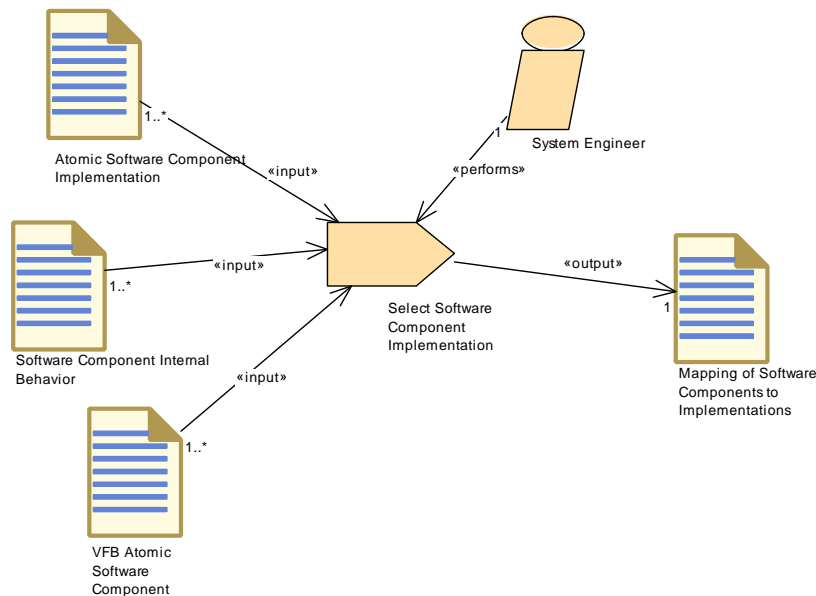 1..*
Atomic Software Component
Implementation
«input»
1
System Engineer
«performs»
1..*
«input»
Software Component Internal
Behavior
Select Software
Component
Implementation
«output»
1
Mapping of Software
Components to
Implementations
«input»
1..*
VFB Atomic
Software
Component